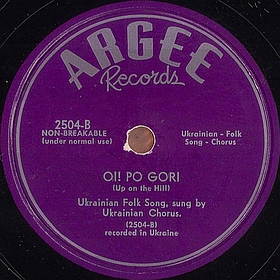 ARGEE
Records
2504-B
NON-BREAKABLE
(under normal use)
Ukrainian - Folk
Song - Chorus
OI! PO GORI
(Up on the Hill)
Ukrainian Folk Song, sung by
Ukrainian Chorus.
(2504-B)
recorded in Ukraine